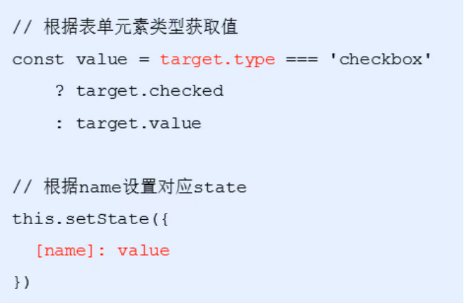 // 根据表单元素类型获取值
const value = target.type === 'checkbox'
? target.checked
: target.value
// 根据name设置对应state
this.setState({
[name]: value
})